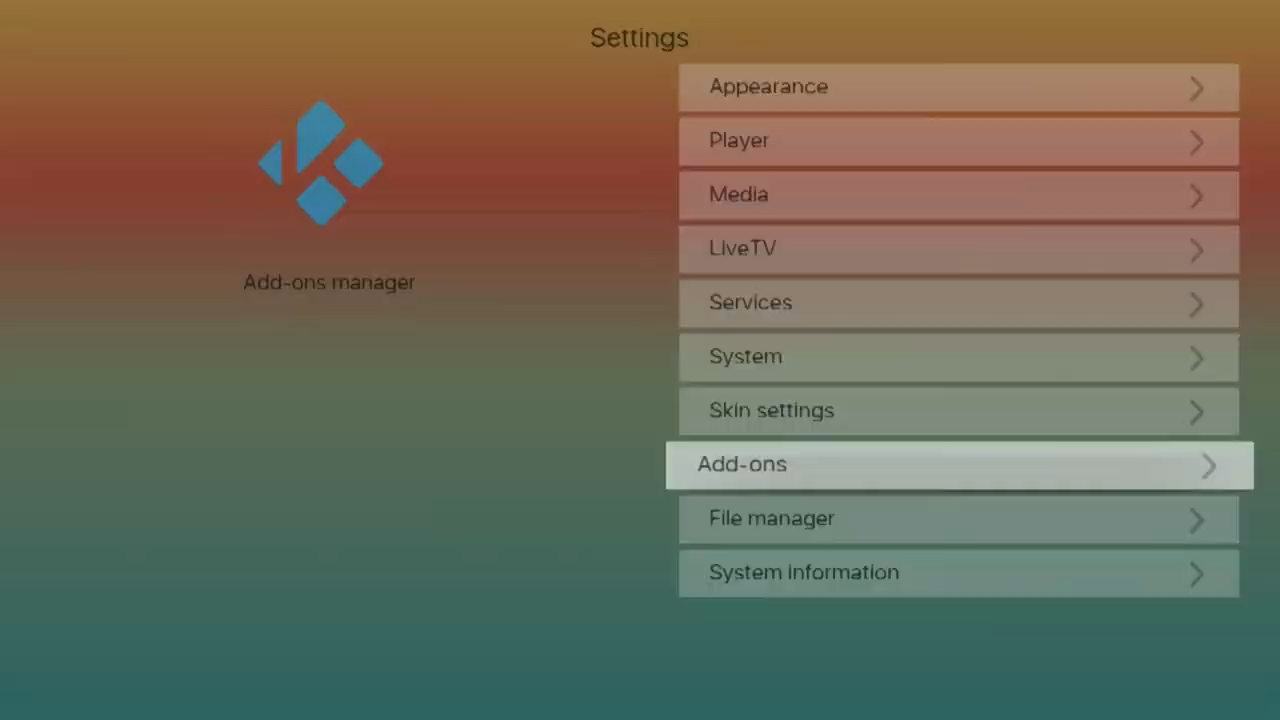 Settings
Appearance
Player
Media
LiveTV
Services
System
Skin settings
Add-ons
File manager
System information
Add-ons manager